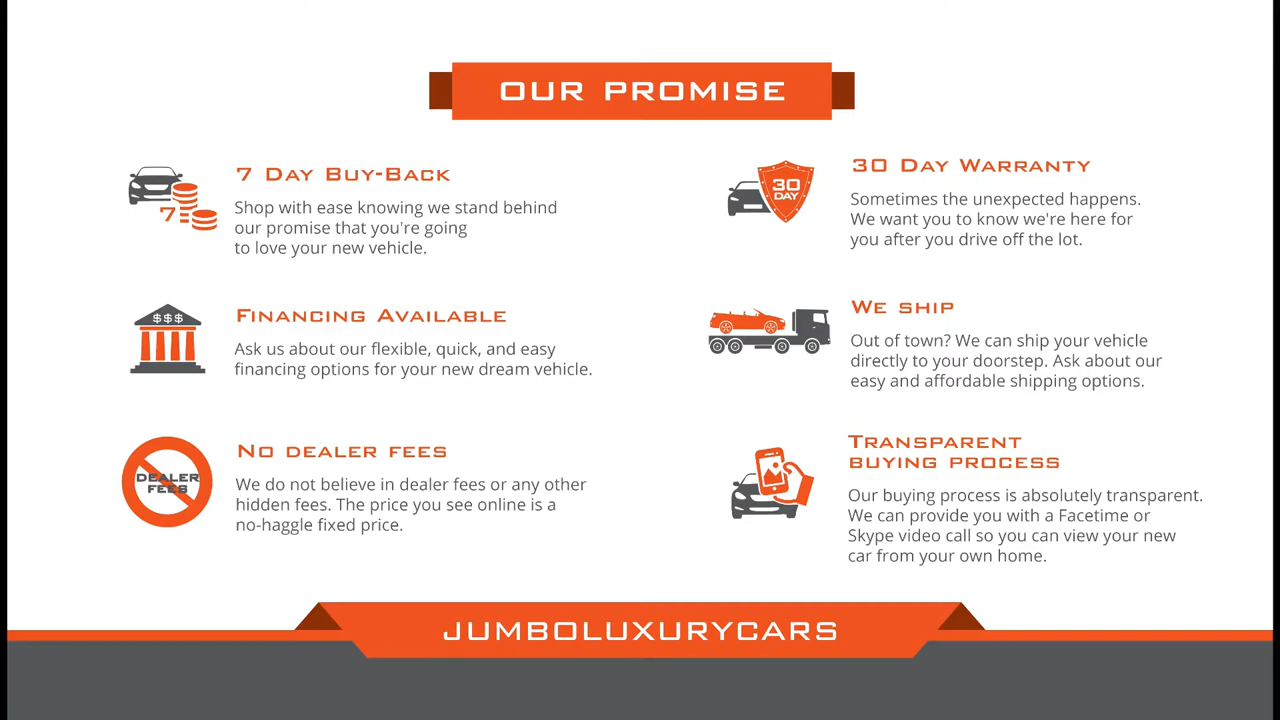 OUR PROMISE
7 DAY BUY-BACK
Shop with ease knowing we stand behind
our promise that you're going
to love your new vehicle.
7
30 DAY WARRANTY
Sometimes the unexpected happens.
We want you to know we're here for
you after you drive off the lot.
30
DAY
$$$
FINANCING AVAILABLE
Ask us about our flexible, quick, and easy
financing options for your new dream vehicle.
WE SHIP
Out of town? We can ship your vehicle
directly to your doorstep. Ask about our
easy and affordable shipping options.
DEALER
FEES
NO DEALER FEES
We do not believe in dealer fees or any other
hidden fees. The price you see online is a
no-haggle fixed price.
TRANSPARENT
BUYING PROCESS
Our buying process is absolutely transparent.
We can provide you with a Facetime or
Skype video call so you can view your new
car from your own home.
JUMBOLUXURYCARS